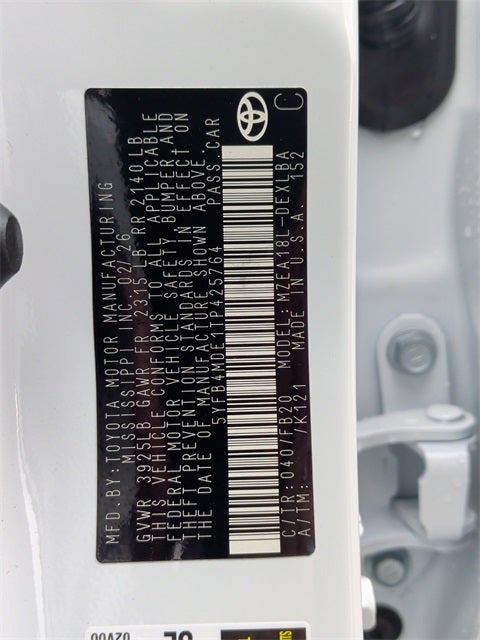 MFD.BY:TOYOTA MOTOR MANUFACTURING
MISSISSIPPI INC 02/26
GVWR 3925LB GAWR FR 2315LB RR 2140LB
THIS VEHICLE CONFORMS TO ALL APPLICABLE
FEDERAL MOTOR VEHICLE SAFETY, BUMPER AND
THEFT PREVENTION STANDARDS IN EFFECT ON
THE DATE OF MANUFACTURE SHOWN ABOVE.
5YFB4MDE1TP425764 PASS.CAR
C/TR: 0407/FB20 MODEL: MZEA18L-DEXLBA
A/TM: /K121 MADE IN U.S.A. 152
C
02V00